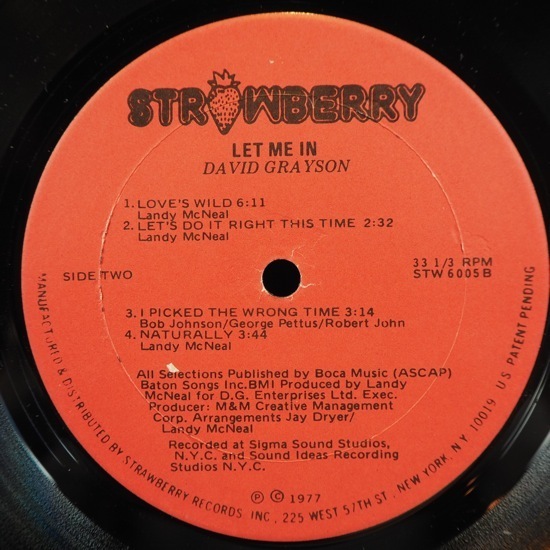 STRAWBERRY
LET ME IN
DAVID GRAYSON
1. LOVE'S WILD 6:11
Landy McNeal
2. LET'S DO IT RIGHT THIS TIME 2:32
Landy McNeal
SIDE TWO
33 1/3 RPM
STW 6005 B
3. I PICKED THE WRONG TIME 3:14
Bob Johnson/George Pettus/Robert John
4. NATURALLY 3:44
Landy McNeal
All Selections Published by Boca Music (ASCAP)
Baton Songs Inc.BMI Produced by Landy
McNeal for D.G. Enterprises Ltd. Exec.
Producer: M&M Creative Management
Corp. Arrangements Jay Dryer/
Landy McNeal
Recorded at Sigma Sound Studios,
N.Y.C. and Sound Ideas Recording
Studios N.Y.C.
Ⓟ © 1977
MANUFACTURED & DISTRIBUTED BY STRAWBERRY RECORDS INC., 225 WEST 57TH ST., NEW YORK, N.Y. 10019 US PATENT PENDING